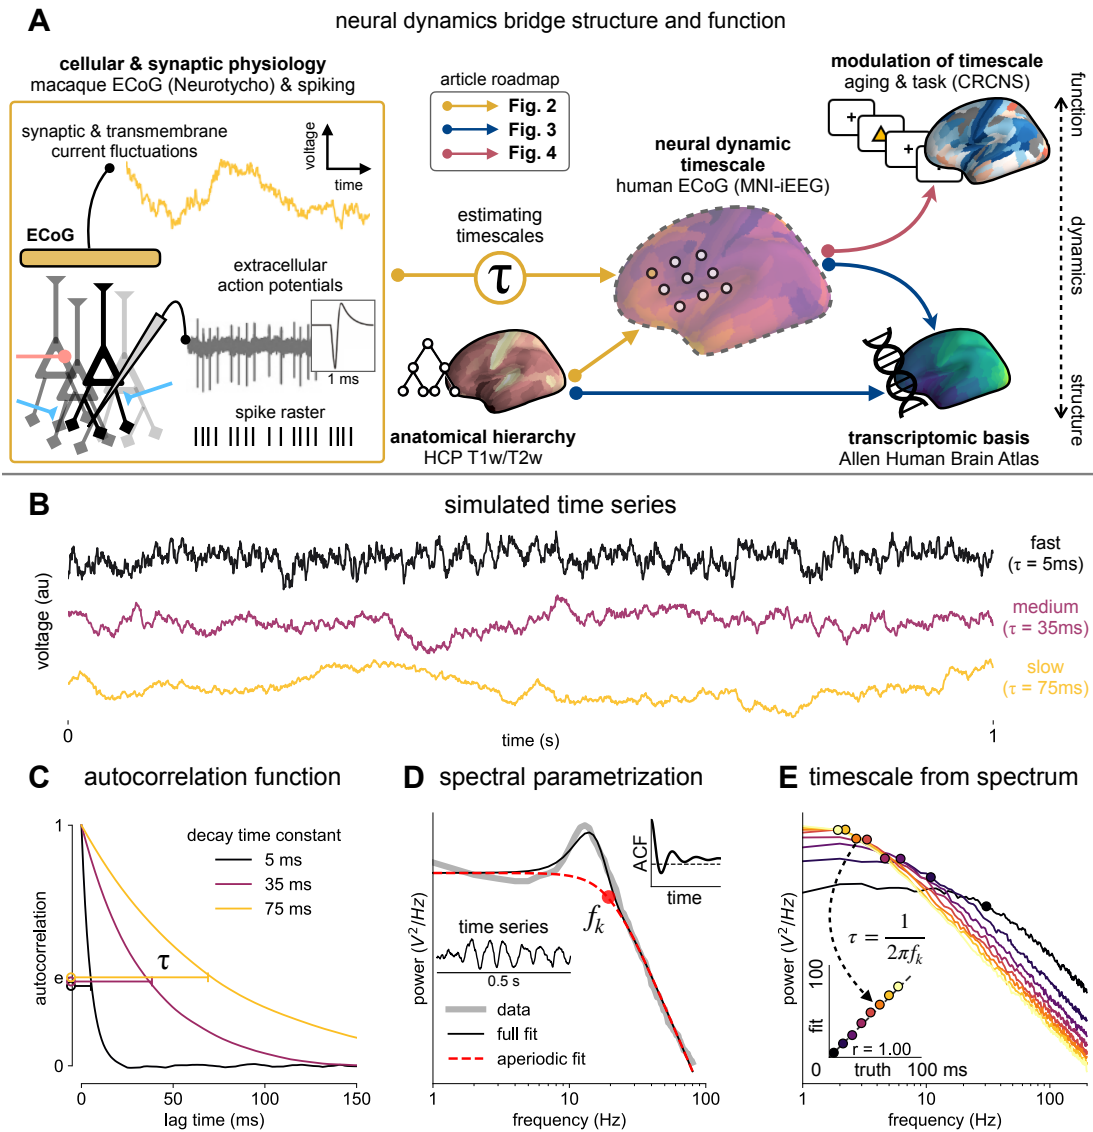 A
neural dynamics bridge structure and function
cellular & synaptic physiology
macaque ECoG (Neurotycho) & spiking
synaptic & transmembrane
current fluctuations
voltage
time
ECoG
extracellular
action potentials
1 ms
spike raster
article roadmap
Fig. 2
Fig. 3
Fig. 4
estimating
timescales
τ
anatomical hierarchy
HCP T1w/T2w
neural dynamic
timescale
human ECoG (MNI-iEEG)
modulation of timescale
aging & task (CRCNS)
transcriptomic basis
Allen Human Brain Atlas
function
dynamics
structure
B
simulated time series
voltage (au)
fast
(τ = 5ms)
medium
(τ = 35ms)
slow
(τ = 75ms)
0
time (s)
1
C
autocorrelation function
decay time constant
5 ms
35 ms
75 ms
τ
autocorrelation
1
e
0
0
50
100
150
lag time (ms)
D
spectral parametrization
ACF
time
f_k
time series
0.5 s
data
full fit
aperiodic fit
power (V²/Hz)
1
10
100
frequency (Hz)
E
timescale from spectrum
τ = 1/(2πf_k)
100
fit
0
r = 1.00
truth
100 ms
power (V²/Hz)
1
10
100
frequency (Hz)